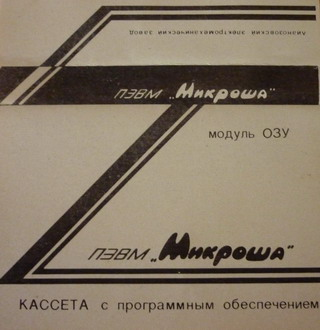 Лианозовский электромеханический завод
ПЭВМ „Микроша"
модуль ОЗУ
ПЭВМ „Микроша"
КАССЕТА с программным обеспечением